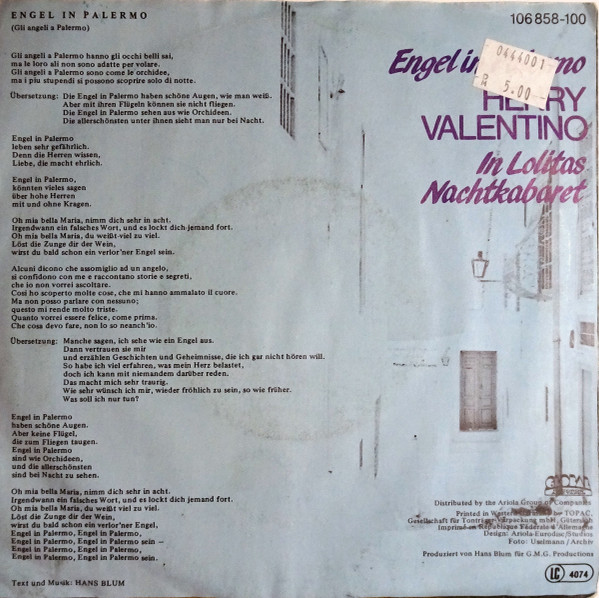 ENGEL IN PALERMO
(Gli angeli a Palermo)
Gli angeli a Palermo hanno gli occhi belli sai,
ma le loro ali non sono adatte per volare.
Gli angeli a Palermo sono come le orchidee,
ma i piu stupendi si possono scoprire solo di notte.
Übersetzung: Die Engel in Palermo haben schöne Augen, wie man weiß.
Aber mit ihren Flügeln können sie nicht fliegen.
Die Engel in Palermo sehen aus wie Orchideen.
Die allerschönsten unter ihnen sieht man nur bei Nacht.
Engel in Palermo
leben sehr gefährlich.
Denn die Herren wissen,
Liebe, die macht ehrlich.
Engel in Palermo,
könnten vieles sagen
über hohe Herren
mit und ohne Kragen.
Oh mia bella Maria, nimm dich sehr in acht.
Irgendwann ein falsches Wort, und es lockt dich jemand fort.
Oh mia bella Maria, du weißt viel zu viel.
Löst die Zunge dir der Wein,
wirst du bald schon ein verlor'ner Engel sein.
Alcuni dicono che assomiglio ad un angelo,
si confidono con me e raccontano storie e segreti,
che io non vorrei ascoltare.
Cosi ho scoperto molte cose, che mi hanno ammalato il cuore.
Ma non posso parlare con nessuno;
questo mi rende molto triste.
Quanto vorrei essere felice, come prima.
Che cosa devo fare, non lo so neanch'io.
Übersetzung: Manche sagen, ich sehe wie ein Engel aus.
Dann vertrauen sie mir
und erzählen Geschichten und Geheimnisse, die ich gar nicht hören will.
So habe ich viel erfahren, was mein Herz belastet,
doch ich kann mit niemandem darüber reden.
Das macht mich sehr traurig.
Wie sehr wünsch ich mir, wieder fröhlich zu sein, so wie früher.
Was soll ich nur tun?
Engel in Palermo
haben schöne Augen.
Aber keine Flügel,
die zum Fliegen taugen.
Engel in Palermo
sind wie Orchideen,
und die allerschönsten
sind bei Nacht zu sehen.
Oh mia bella Maria, nimm dich sehr in acht.
Irgendwann ein falsches Wort, und es lockt dich jemand fort.
Oh mia bella Maria, du weißt viel zu viel.
Löst die Zunge dir der Wein,
wirst du bald schon ein verlor'ner Engel,
Engel in Palermo, Engel in Palermo,
Engel in Palermo, Engel in Palermo sein –
Engel in Palermo, Engel in Palermo,
Engel in Palermo, Engel in Palermo sein.
Text und Musik: HANS BLUM
106 858-100
0444001
R 5.00
Engel in
HENRY
VALENTINO
In Lolitas
Nachtkabarett
GLOBAL
Distributed by the Ariola Group of Companies
Printed in Western by TOPAC,
Gesellschaft für Tonträgerverpackung mbH, Gütersloh
Imprimé en République Fédérale d'Allemagne
Design: Ariola-Eurodisc/Studios
Foto: Uselmann/Archiv
Produziert von Hans Blum für G.M.G. Productions
LC 4074